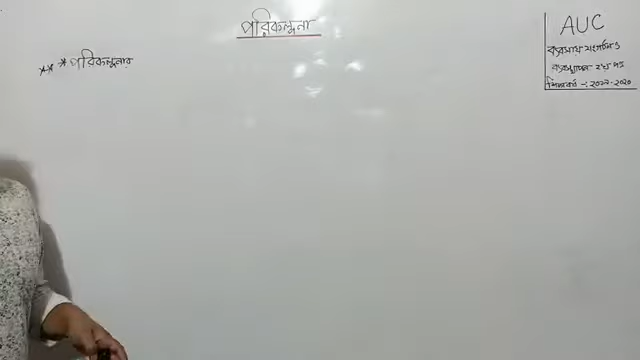 পরিকল্পনা
AUC
ব্যবসায় সংগঠন ও
ব্যবস্থাপনা - ২য় পত্র
শিক্ষাবর্ষ -: ২০২২-২০২৩
*** পরিকল্পনার